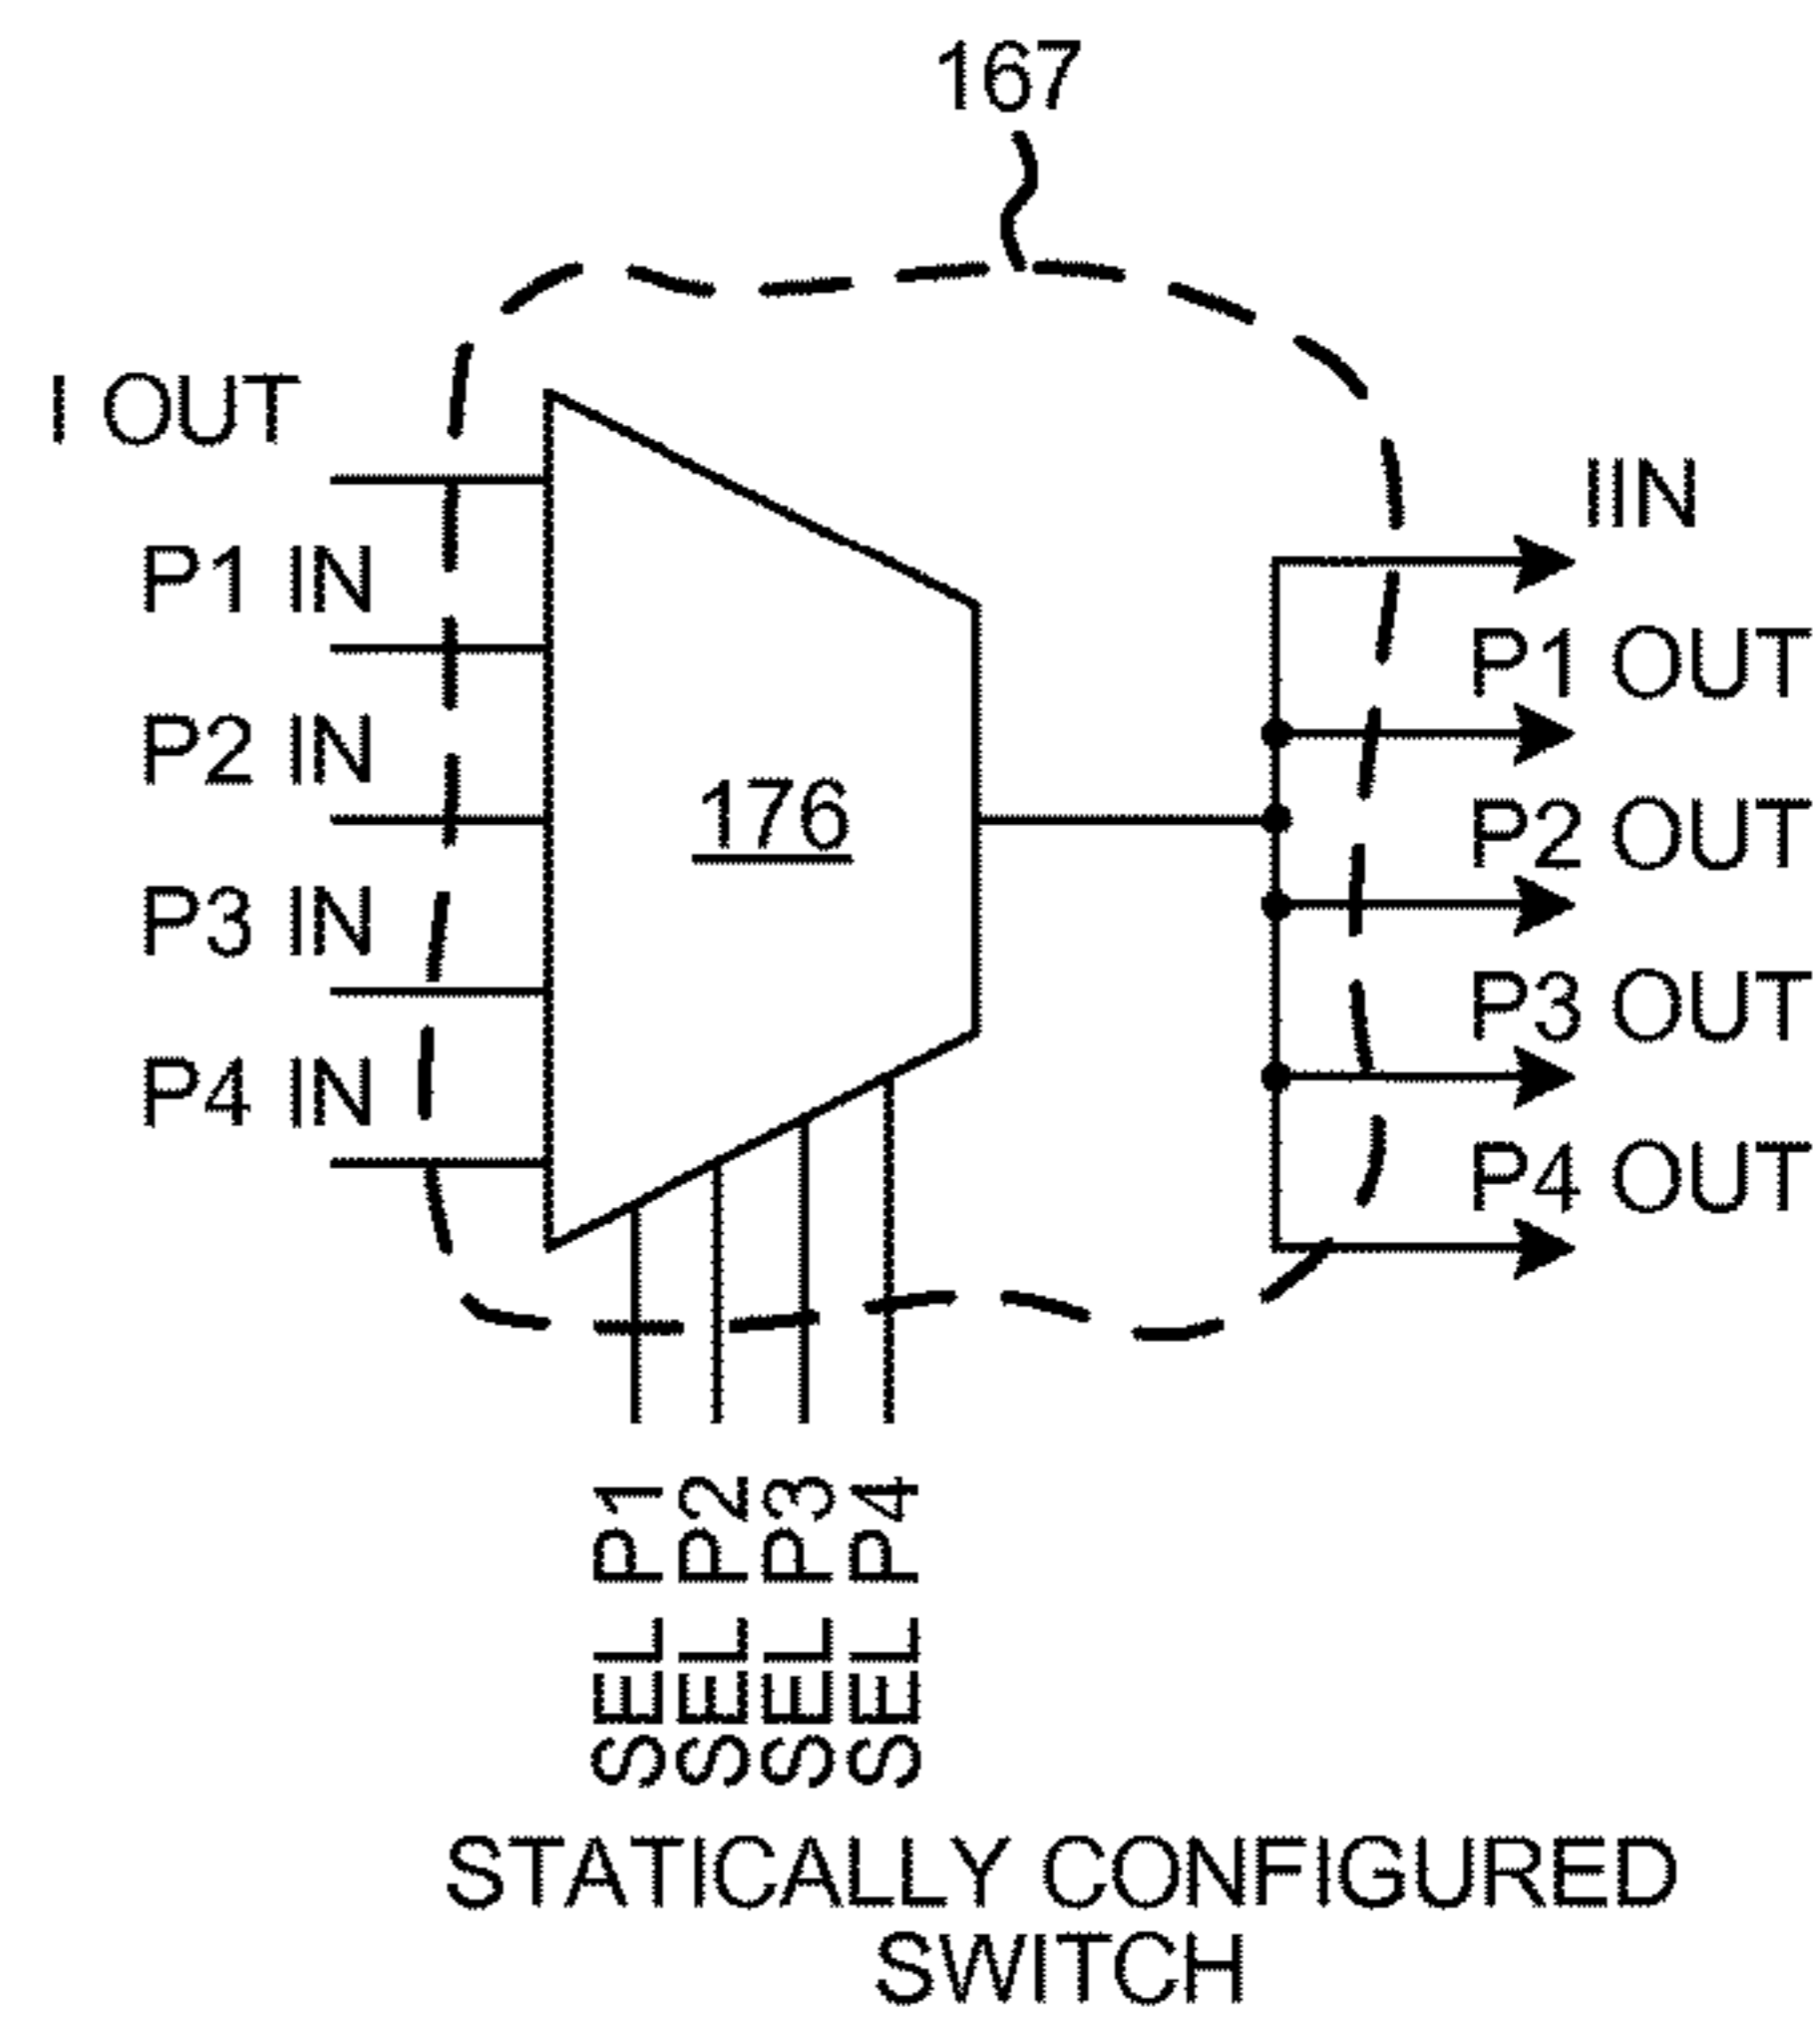 167
I OUT
P1 IN
P2 IN
P3 IN
P4 IN
176
IIN
P1 OUT
P2 OUT
P3 OUT
P4 OUT
SEL P1
SEL P2
SEL P3
SEL P4
STATICALLY CONFIGURED
SWITCH